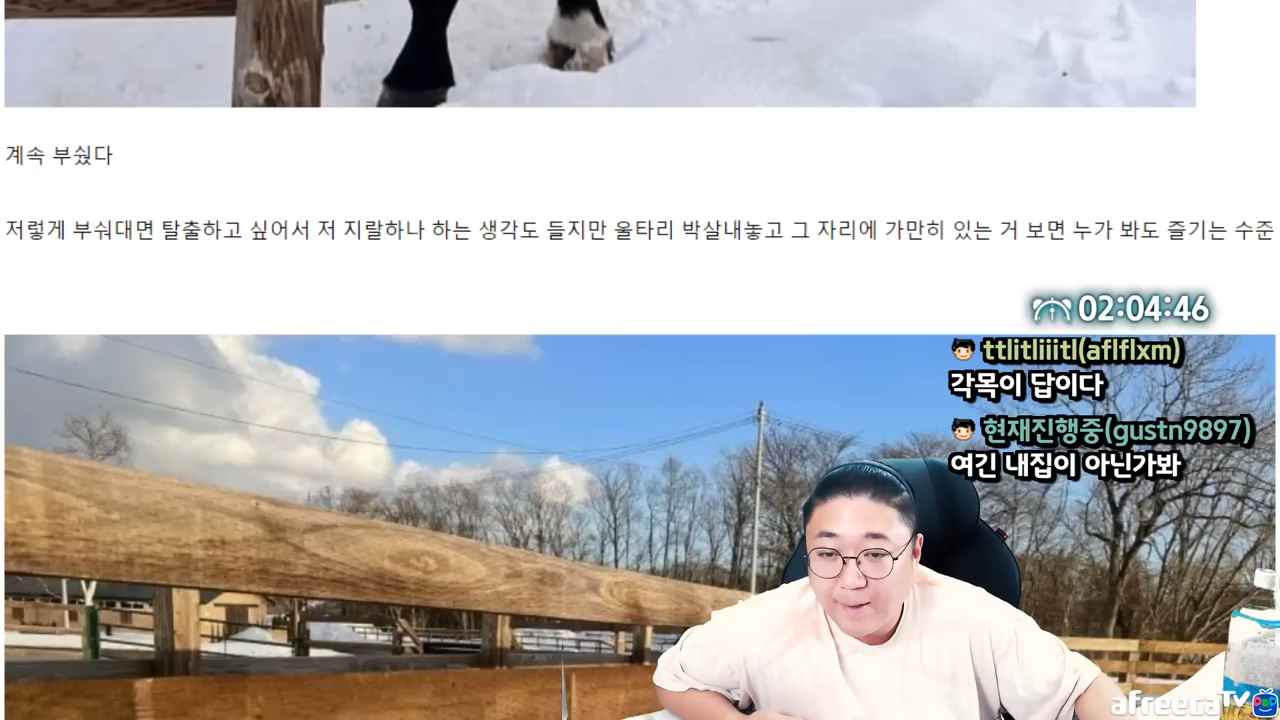 계속 부쉈다
저렇게 부숴대면 탈출하고 싶어서 저 지랄하나 하는 생각도 들지만 울타리 박살내놓고 그 자리에 가만히 있는 거 보면 누가 봐도 즐기는 수준
02:04:46
ttlitliiitl(aflflxm)
각목이 답이다
현재진행중(gustn9897)
여긴 내집이 아닌가봐
afreecaTV